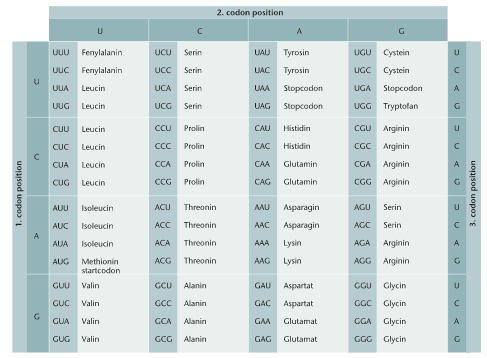 2. codon position
U C A G
1. codon position
3. codon position
U
UUU Fenylalanin UCU Serin UAU Tyrosin UGU Cystein U
UUC Fenylalanin UCC Serin UAC Tyrosin UGC Cystein C
UUA Leucin UCA Serin UAA Stopcodon UGA Stopcodon A
UUG Leucin UCG Serin UAG Stopcodon UGG Tryptofan G
C
CUU Leucin CCU Prolin CAU Histidin CGU Arginin U
CUC Leucin CCC Prolin CAC Histidin CGC Arginin C
CUA Leucin CCA Prolin CAA Glutamin CGA Arginin A
CUG Leucin CCG Prolin CAG Glutamin CGG Arginin G
A
AUU Isoleucin ACU Threonin AAU Asparagin AGU Serin U
AUC Isoleucin ACC Threonin AAC Asparagin AGC Serin C
AUA Isoleucin ACA Threonin AAA Lysin AGA Arginin A
AUG Methionin ACG Threonin AAG Lysin AGG Arginin G
startcodon
G
GUU Valin GCU Alanin GAU Aspartat GGU Glycin U
GUC Valin GCC Alanin GAC Aspartat GGC Glycin C
GUA Valin GCA Alanin GAA Glutamat GGA Glycin A
GUG Valin GCG Alanin GAG Glutamat GGG Glycin G